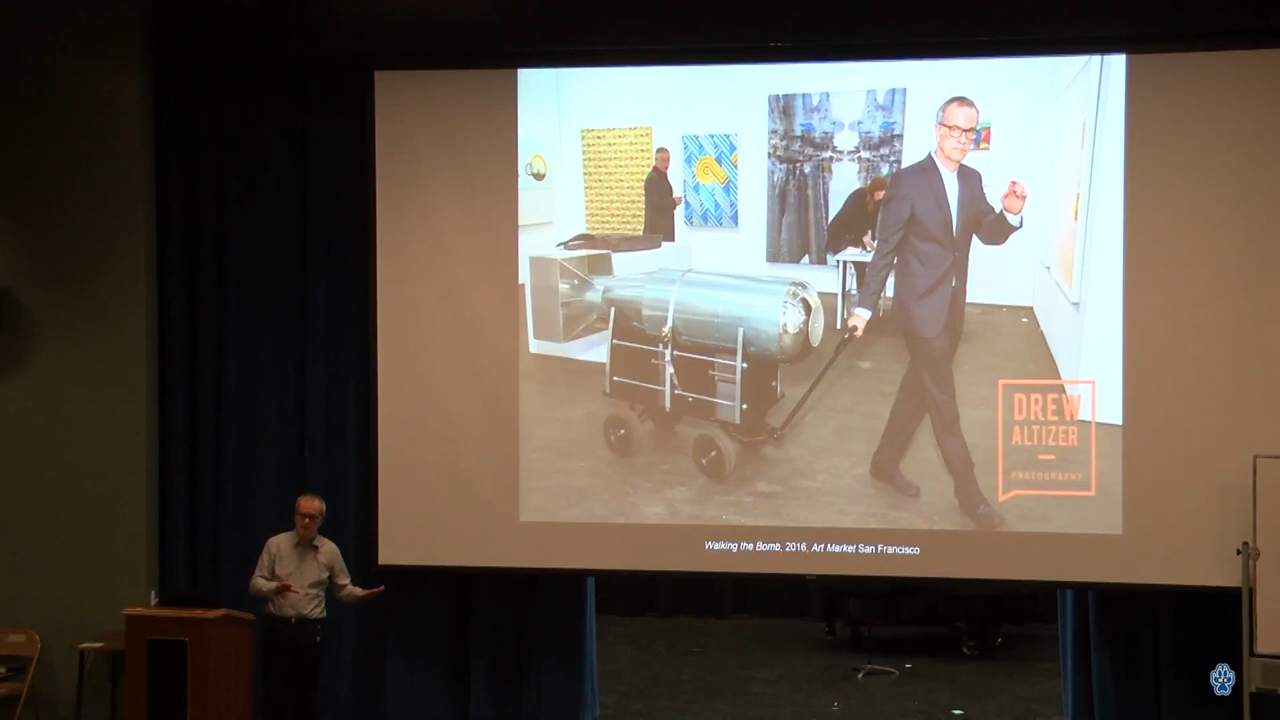 DREW
ALTIZER
PHOTOGRAPHY
Walking the Bomb, 2016, Art Market San Francisco